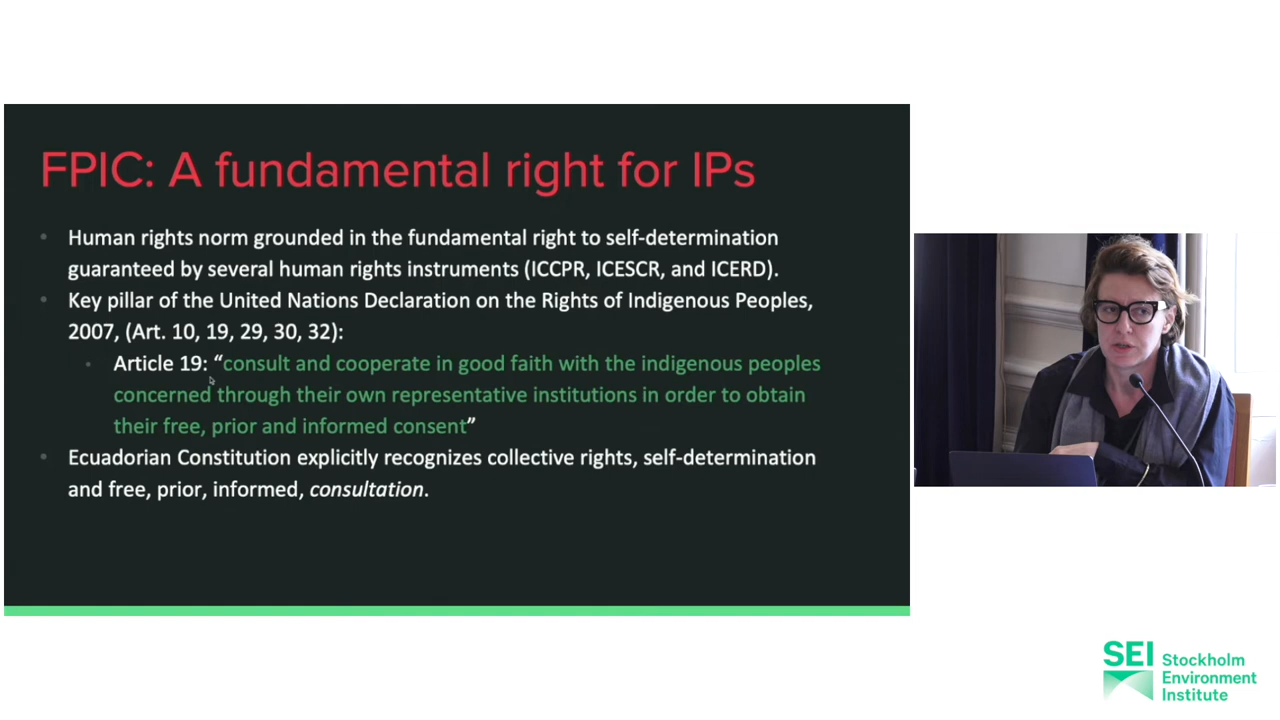 FPIC: A fundamental right for IPs
Human rights norm grounded in the fundamental right to self-determination
guaranteed by several human rights instruments (ICCPR, ICESCR, and ICERD).
Key pillar of the United Nations Declaration on the Rights of Indigenous Peoples,
2007, (Art. 10, 19, 29, 30, 32):
Article 19: “consult and cooperate in good faith with the indigenous peoples
concerned through their own representative institutions in order to obtain
their free, prior and informed consent”
Ecuadorian Constitution explicitly recognizes collective rights, self-determination
and free, prior, informed, consultation.
SEI Stockholm
Environment
Institute